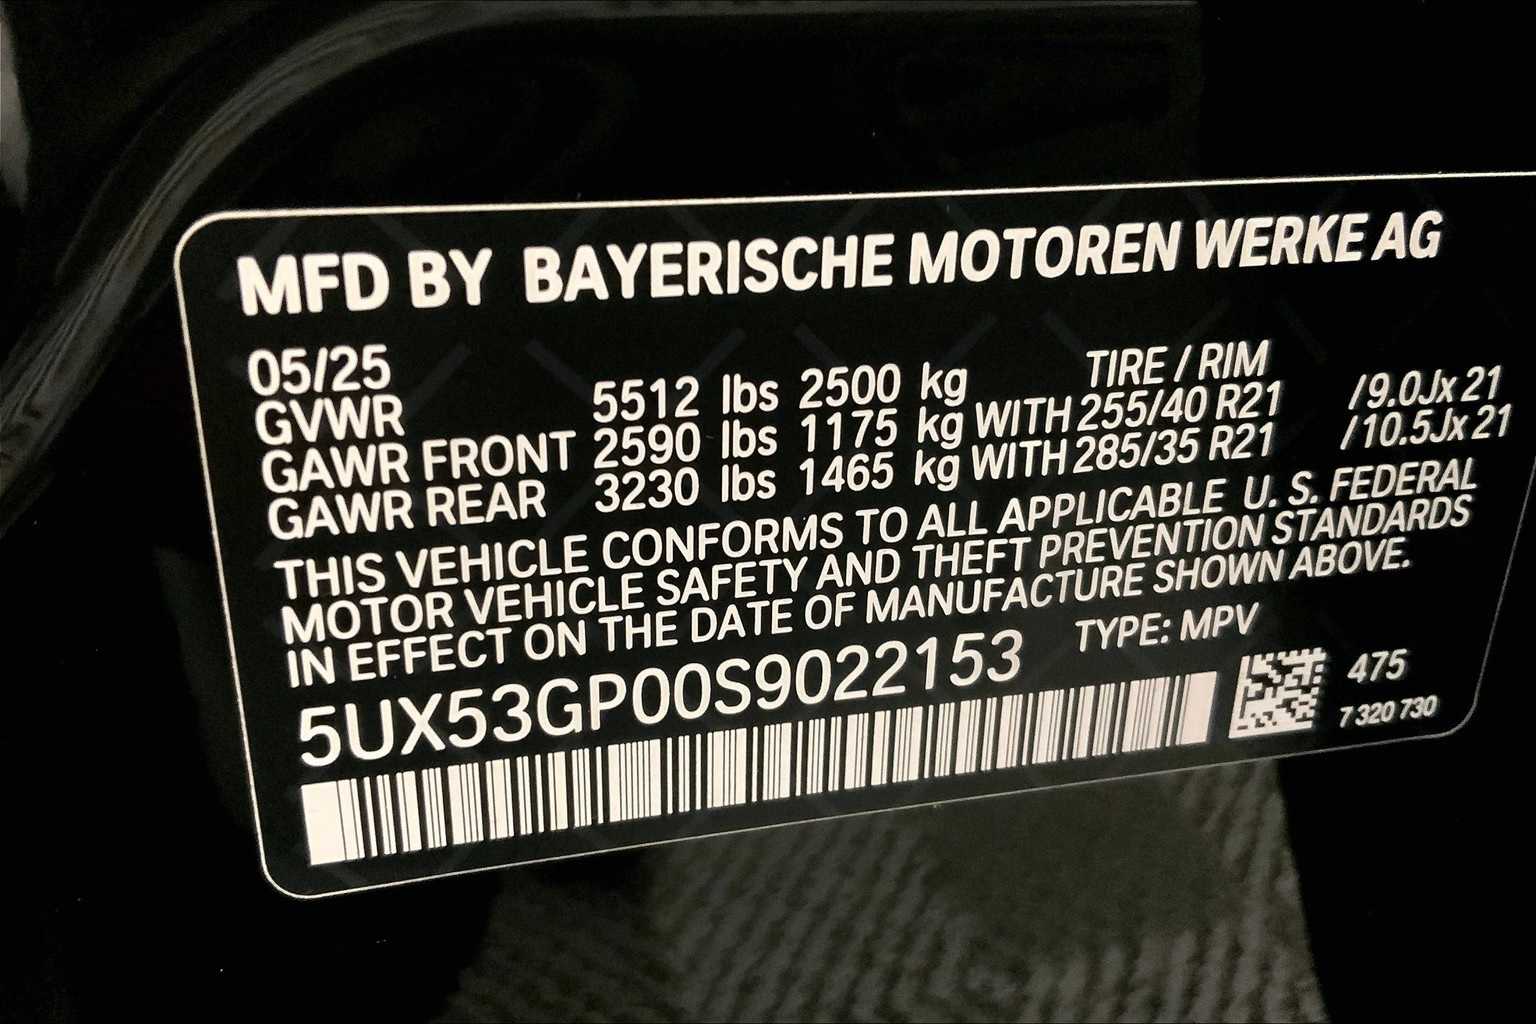 MFD BY BAYERISCHE MOTOREN WERKE AG
05/25 TIRE / RIM
GVWR 5512 lbs 2500 kg
GAWR FRONT 2590 lbs 1175 kg WITH 255/40 R21 /9.0Jx21
GAWR REAR 3230 lbs 1465 kg WITH 285/35 R21 /10.5Jx21
THIS VEHICLE CONFORMS TO ALL APPLICABLE U. S. FEDERAL
MOTOR VEHICLE SAFETY AND THEFT PREVENTION STANDARDS
IN EFFECT ON THE DATE OF MANUFACTURE SHOWN ABOVE.
5UX53GP00S9022153 TYPE: MPV
475
7 320 730